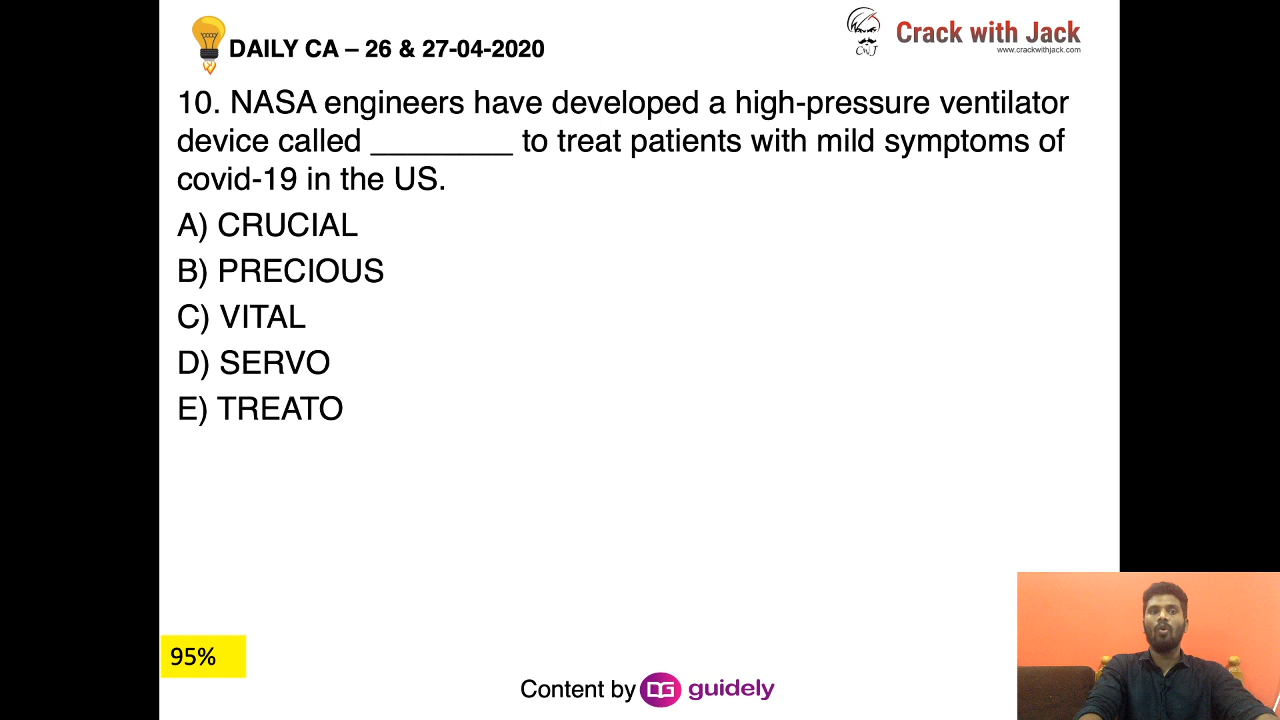 DAILY CA – 26 & 27-04-2020
Crack with Jack
www.crackwithjack.com
CwJ
10. NASA engineers have developed a high-pressure ventilator
device called ________ to treat patients with mild symptoms of
covid-19 in the US.
A) CRUCIAL
B) PRECIOUS
C) VITAL
D) SERVO
E) TREATO
95%
Content by guidely